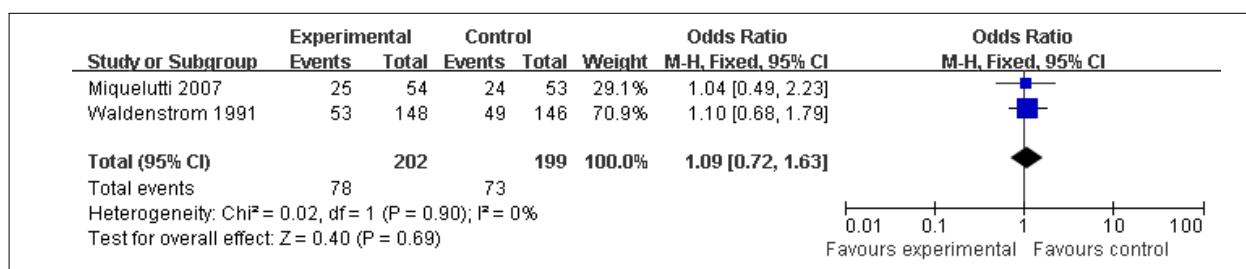 Experimental Control Odds Ratio Odds Ratio
Study or Subgroup Events Total Events Total Weight M-H, Fixed, 95% CI M-H, Fixed, 95% CI
Miquelutti 2007 25 54 24 53 29.1% 1.04 [0.49, 2.23]
Waldenstrom 1991 53 148 49 146 70.9% 1.10 [0.68, 1.79]
Total (95% CI) 202 199 100.0% 1.09 [0.72, 1.63]
Total events 78 73
Heterogeneity: Chi² = 0.02, df = 1 (P = 0.90); I² = 0%
Test for overall effect: Z = 0.40 (P = 0.69)
0.01 0.1 1 10 100
Favours experimental Favours control